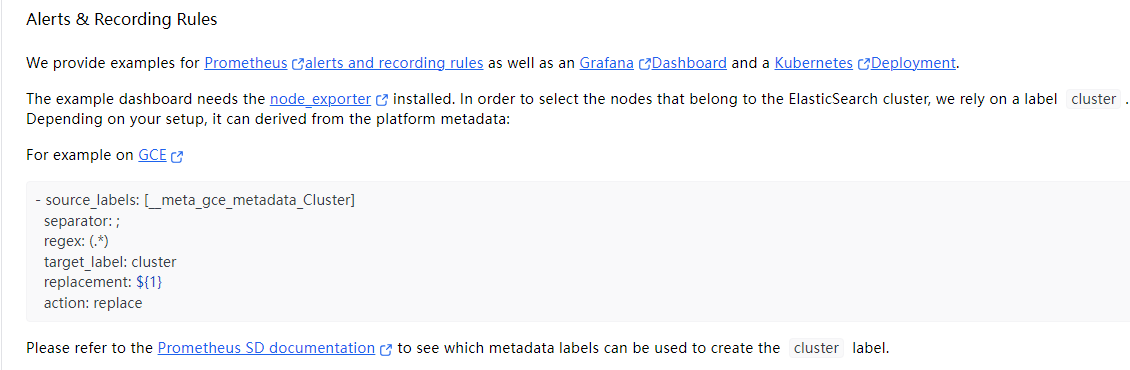 Alerts & Recording Rules
We provide examples for Prometheus alerts and recording rules as well as an Grafana Dashboard and a Kubernetes Deployment.
The example dashboard needs the node_exporter installed. In order to select the nodes that belong to the ElasticSearch cluster, we rely on a label cluster .
Depending on your setup, it can derived from the platform metadata:
For example on GCE
- source_labels: [__meta_gce_metadata_Cluster]
separator: ;
regex: (.*)
target_label: cluster
replacement: ${1}
action: replace
Please refer to the Prometheus SD documentation to see which metadata labels can be used to create the cluster label.